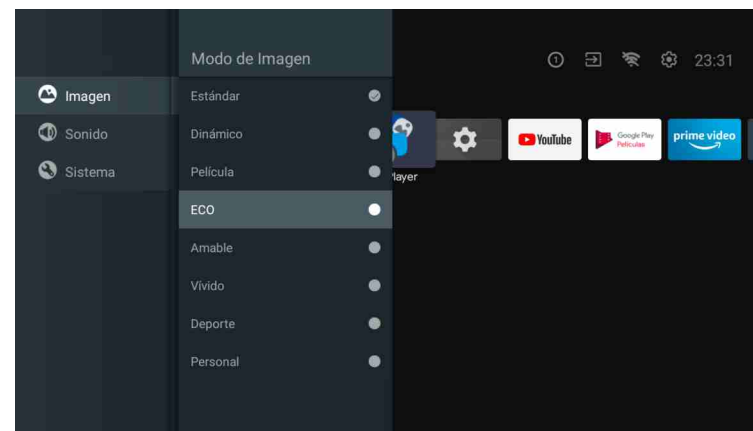 Modo de Imagen
1
23:31
Imagen
Sonido
Sistema
Estándar
Dinámico
Película
ECO
Amable
Vívido
Deporte
Personal
layer
YouTube
Google Play
Películas
prime video